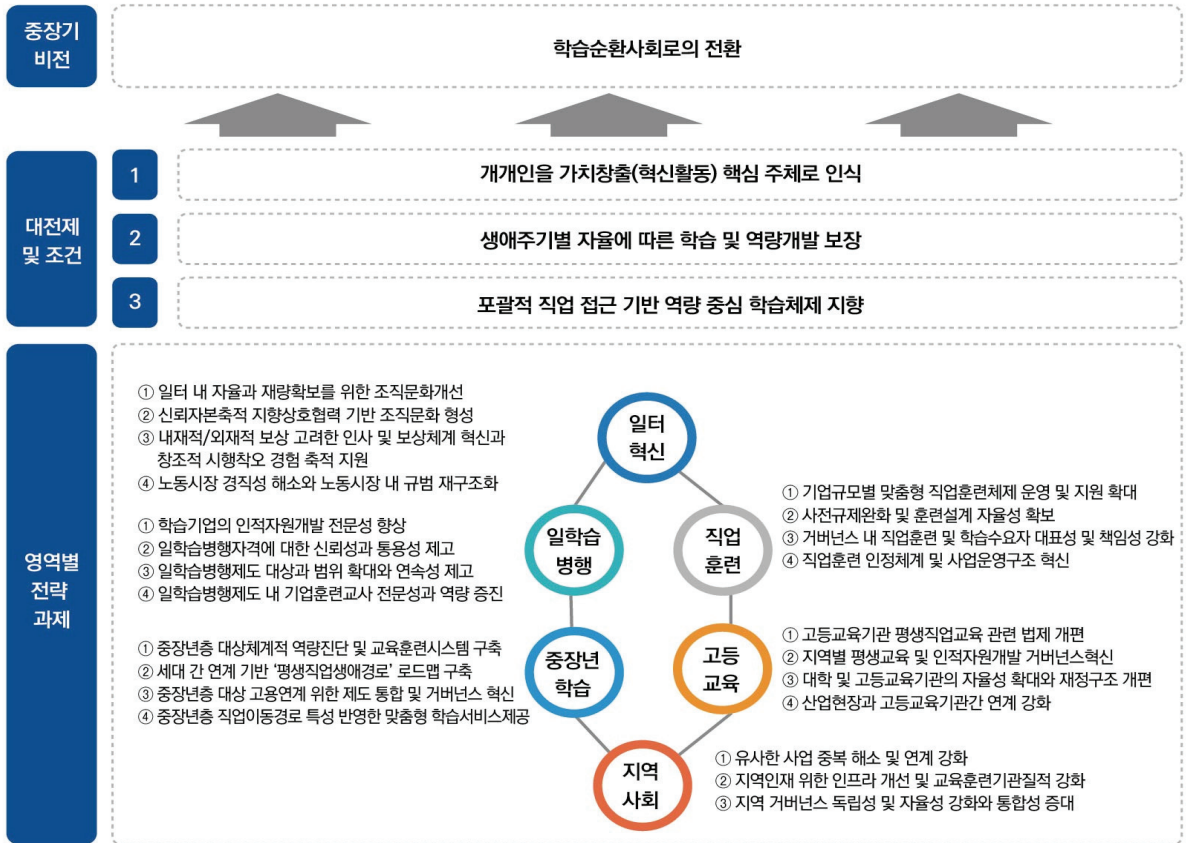 중장기
비전
학습순환사회로의 전환
대전제
및 조건
1
개개인을 가치창출(혁신활동) 핵심 주체로 인식
2
생애주기별 자율에 따른 학습 및 역량개발 보장
3
포괄적 직업 접근 기반 역량 중심 학습체제 지향
영역별
전략
과제
① 일터 내 자율과 재량확보를 위한 조직문화개선
② 신뢰자본축적 지향상호협력 기반 조직문화 형성
③ 내재적/외재적 보상 고려한 인사 및 보상체계 혁신과
창조적 시행착오 경험 축적 지원
④ 노동시장 경직성 해소와 노동시장 내 규범 재구조화
일터
혁신
① 학습기업의 인적자원개발 전문성 향상
② 일학습병행자격에 대한 신뢰성과 통용성 제고
③ 일학습병행제도 대상과 범위 확대와 연속성 제고
④ 일학습병행제도 내 기업훈련교사 전문성과 역량 증진
일학습
병행
직업
훈련
① 기업규모별 맞춤형 직업훈련체제 운영 및 지원 확대
② 사전규제완화 및 훈련설계 자율성 확보
③ 거버넌스 내 직업훈련 및 학습수요자 대표성 및 책임성 강화
④ 직업훈련 인정체계 및 사업운영구조 혁신
① 중장년층 대상체계적 역량진단 및 교육훈련시스템 구축
② 세대 간 연계 기반 ‘평생직업생애경로’ 로드맵 구축
③ 중장년층 대상 고용연계 위한 제도 통합 및 거버넌스 혁신
④ 중장년층 직업이동경로 특성 반영한 맞춤형 학습서비스제공
중장년
학습
고등
교육
① 고등교육기관 평생직업교육 관련 법제 개편
② 지역별 평생교육 및 인적자원개발 거버넌스혁신
③ 대학 및 고등교육기관의 자율성 확대와 재정구조 개편
④ 산업현장과 고등교육기관간 연계 강화
지역
사회
① 유사한 사업 중복 해소 및 연계 강화
② 지역인재 위한 인프라 개선 및 교육훈련기관질적 강화
③ 지역 거버넌스 독립성 및 자율성 강화와 통합성 증대